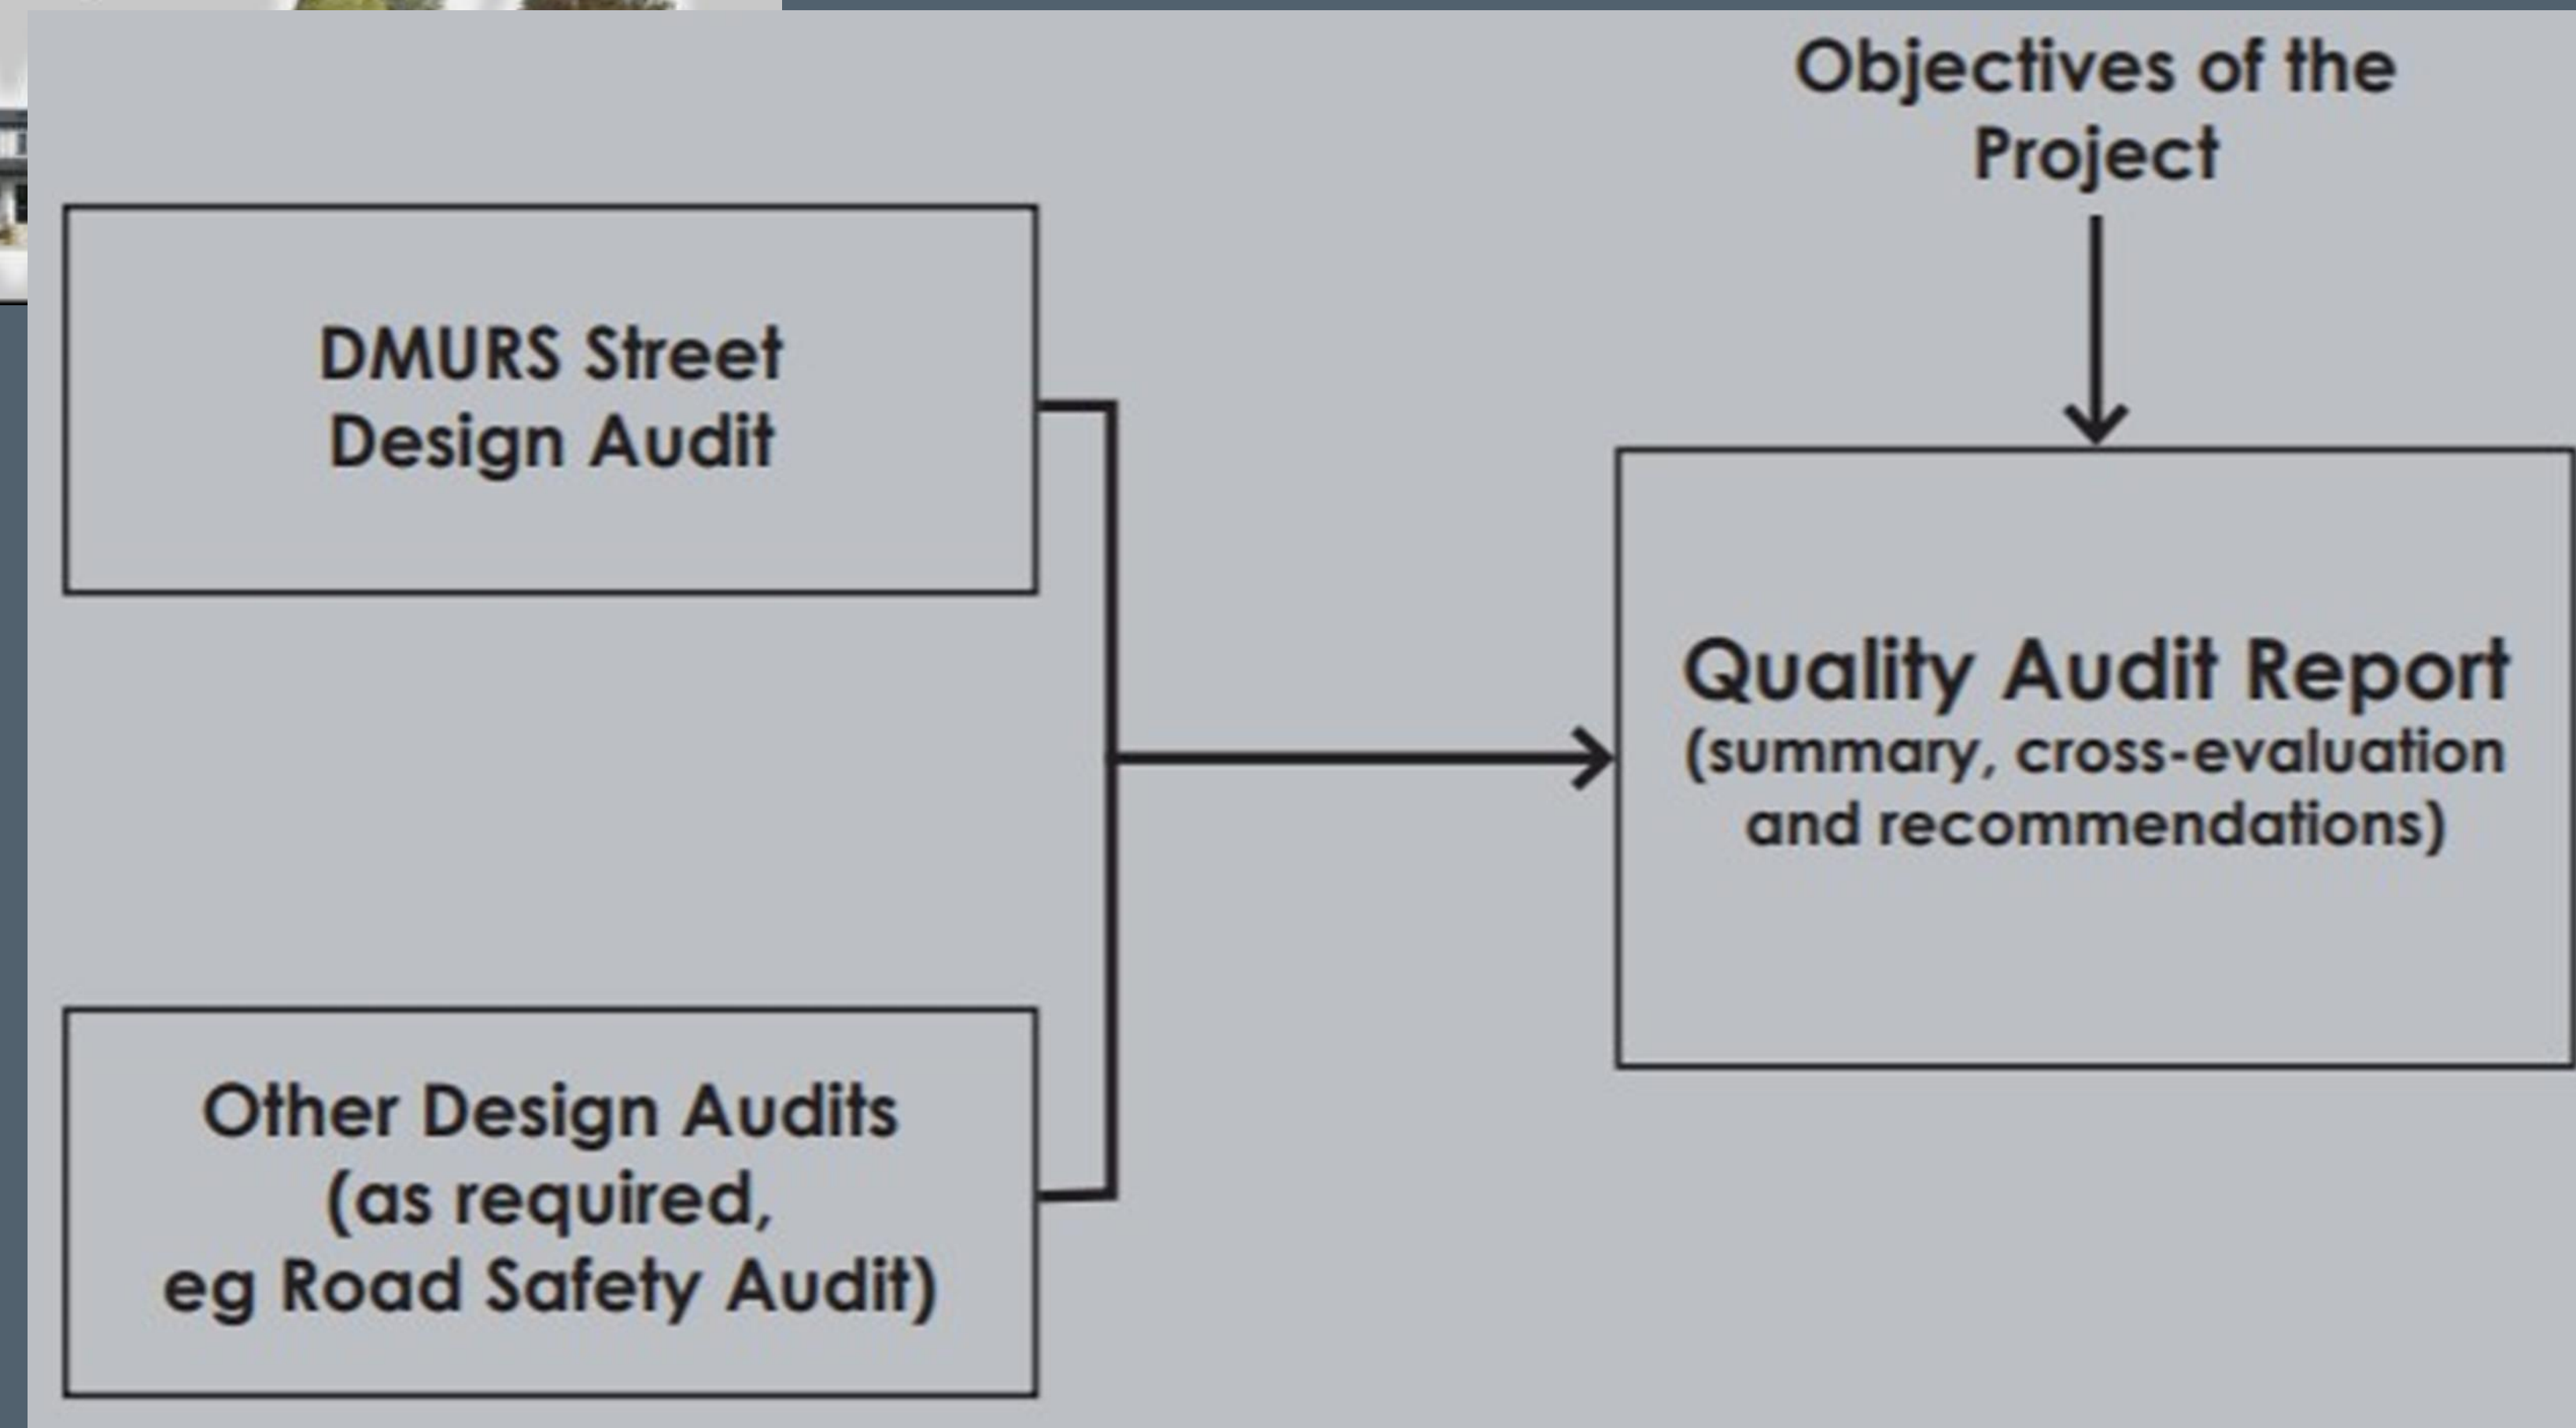 Objectives of the
Project
DMURS Street
Design Audit
Quality Audit Report
(summary, cross-evaluation
and recommendations)
Other Design Audits
(as required,
eg Road Safety Audit)